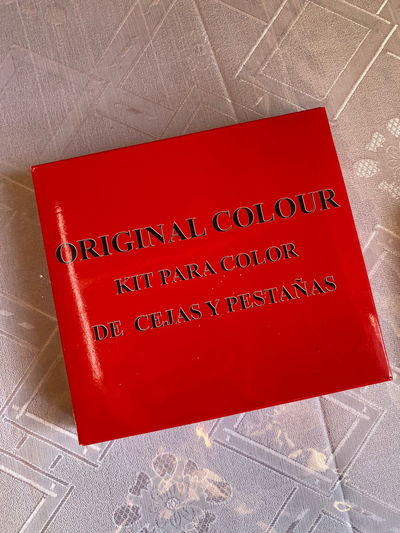 ORIGINAL COLOUR
KIT PARA COLOR
DE CEJAS Y PESTAÑAS